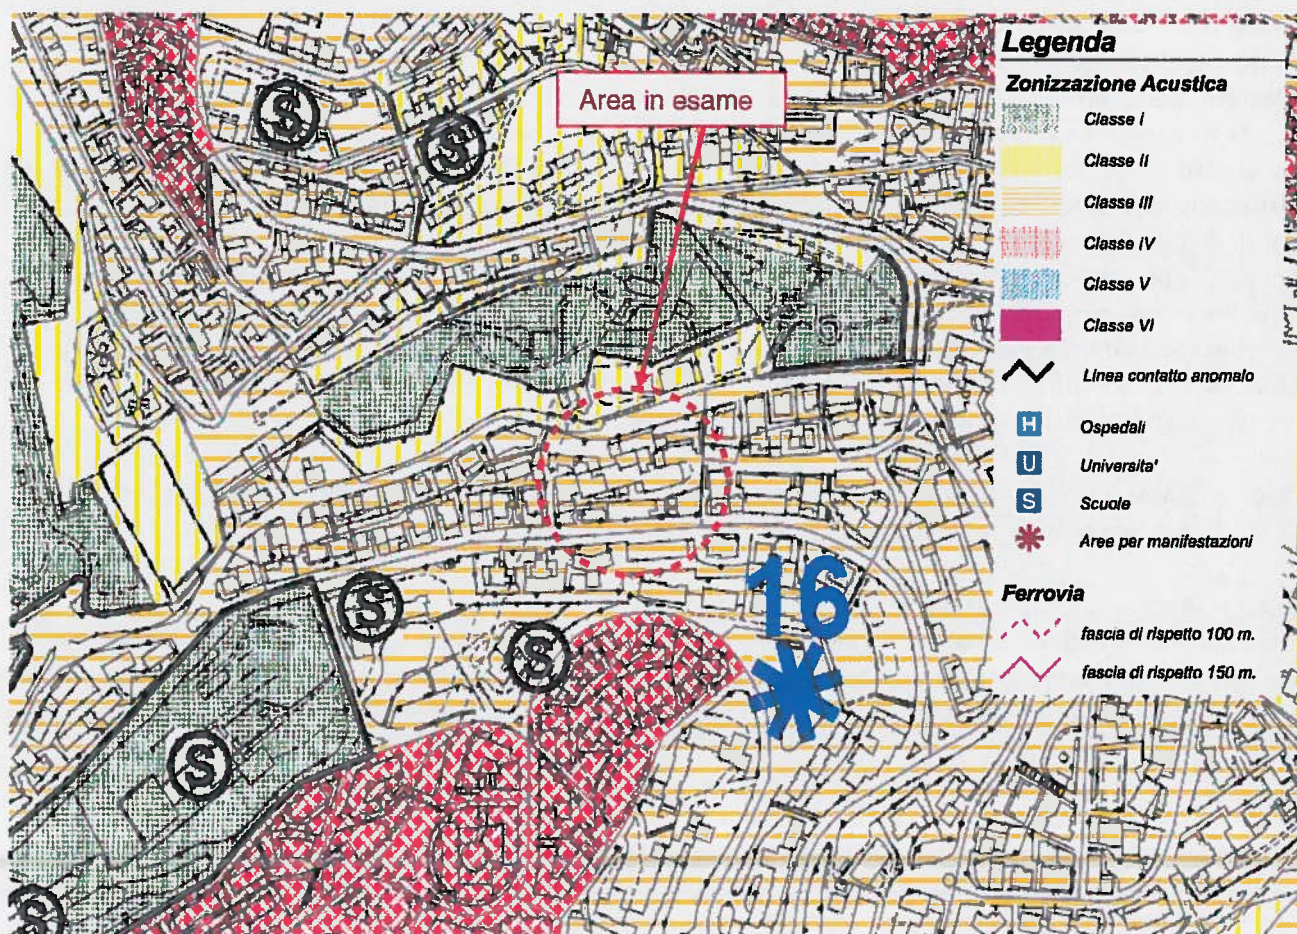 Area in esame
S
S
S
S
S
S
16
Legenda
Zonizzazione Acustica
Classe I
Classe II
Classe III
Classe IV
Classe V
Classe VI
Linea contatto anomalo
H Ospedali
U Universita'
S Scuole
Aree per manifestazioni
Ferrovia
fascia di rispetto 100 m.
fascia di rispetto 150 m.